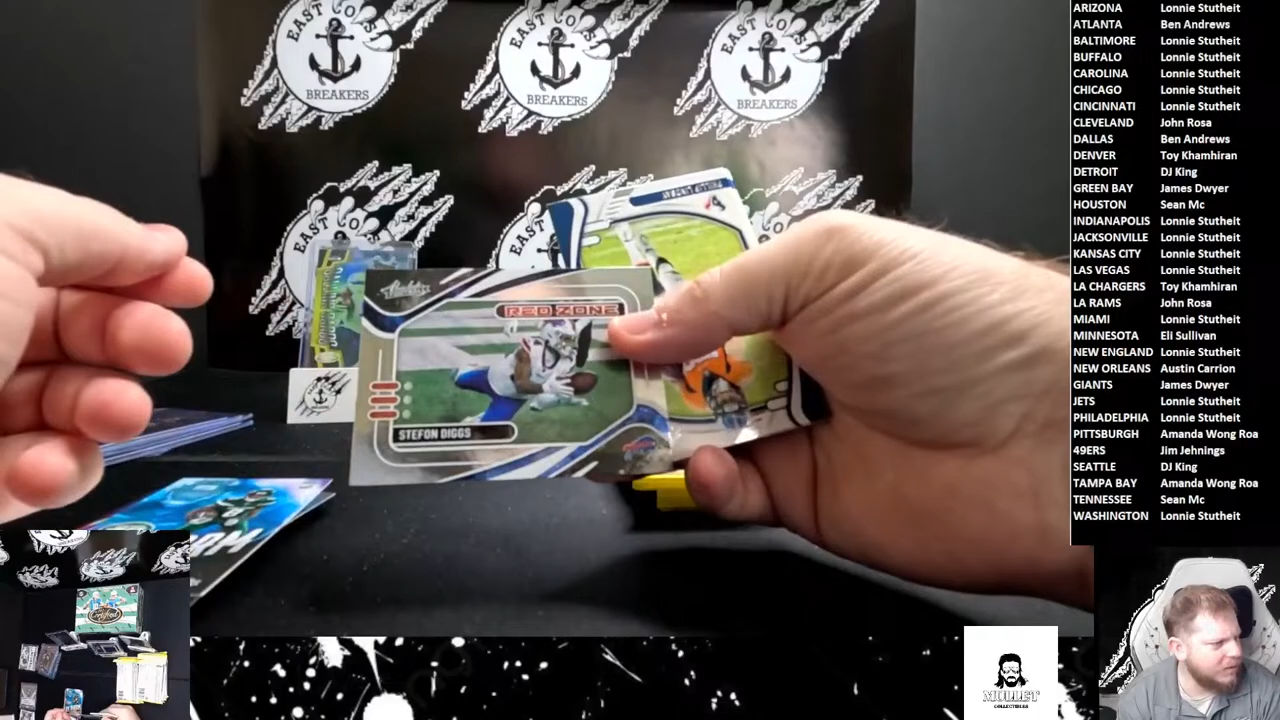 EAST COAST
BREAKERS
EAST COAST
BREAKERS
EAST COAST
BREAKERS
Absolute
RED ZONE
STEFON DIGGS
PHILLIP LINDSAY
Certified
MULLET
COLLECTIBLES
ARIZONA Lonnie Stutheit
ATLANTA Ben Andrews
BALTIMORE Lonnie Stutheit
BUFFALO Lonnie Stutheit
CAROLINA Lonnie Stutheit
CHICAGO Lonnie Stutheit
CINCINNATI Lonnie Stutheit
CLEVELAND John Rosa
DALLAS Ben Andrews
DENVER Toy Khamhiran
DETROIT DJ King
GREEN BAY James Dwyer
HOUSTON Sean Mc
INDIANAPOLIS Lonnie Stutheit
JACKSONVILLE Lonnie Stutheit
KANSAS CITY Lonnie Stutheit
LAS VEGAS Lonnie Stutheit
LA CHARGERS Toy Khamhiran
LA RAMS John Rosa
MIAMI Lonnie Stutheit
MINNESOTA Eli Sullivan
NEW ENGLAND Lonnie Stutheit
NEW ORLEANS Austin Carrion
GIANTS James Dwyer
JETS Lonnie Stutheit
PHILADELPHIA Lonnie Stutheit
PITTSBURGH Amanda Wong Roa
49ERS Jim Jehnings
SEATTLE DJ King
TAMPA BAY Amanda Wong Roa
TENNESSEE Sean Mc
WASHINGTON Lonnie Stutheit